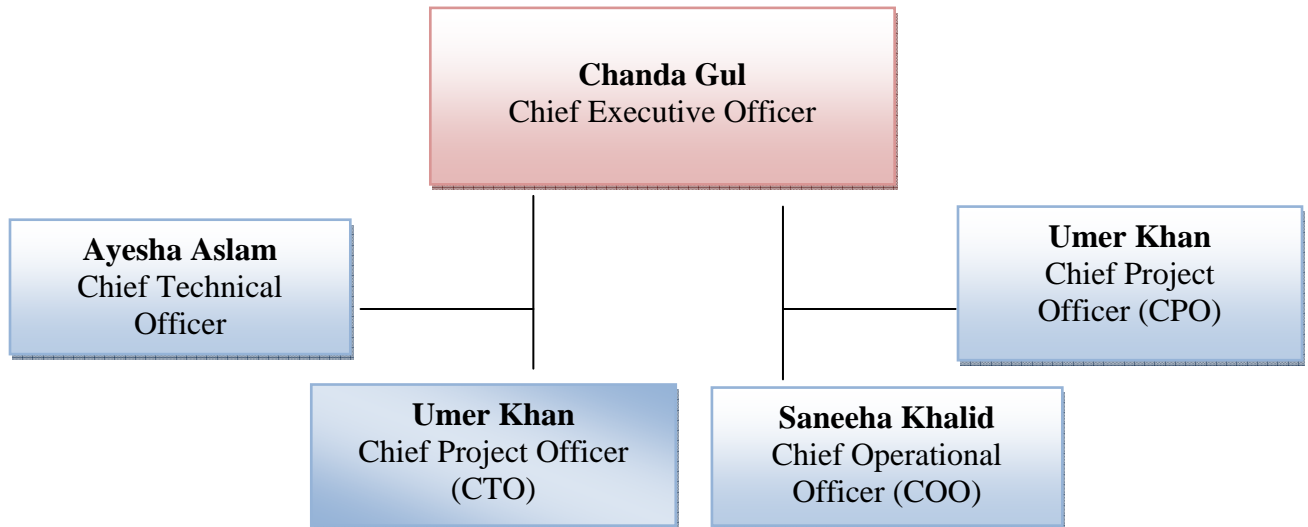 Chanda Gul
Chief Executive Officer
Ayesha Aslam
Chief Technical
Officer
Umer Khan
Chief Project
Officer (CPO)
Umer Khan
Chief Project Officer
(CTO)
Saneeha Khalid
Chief Operational
Officer (COO)